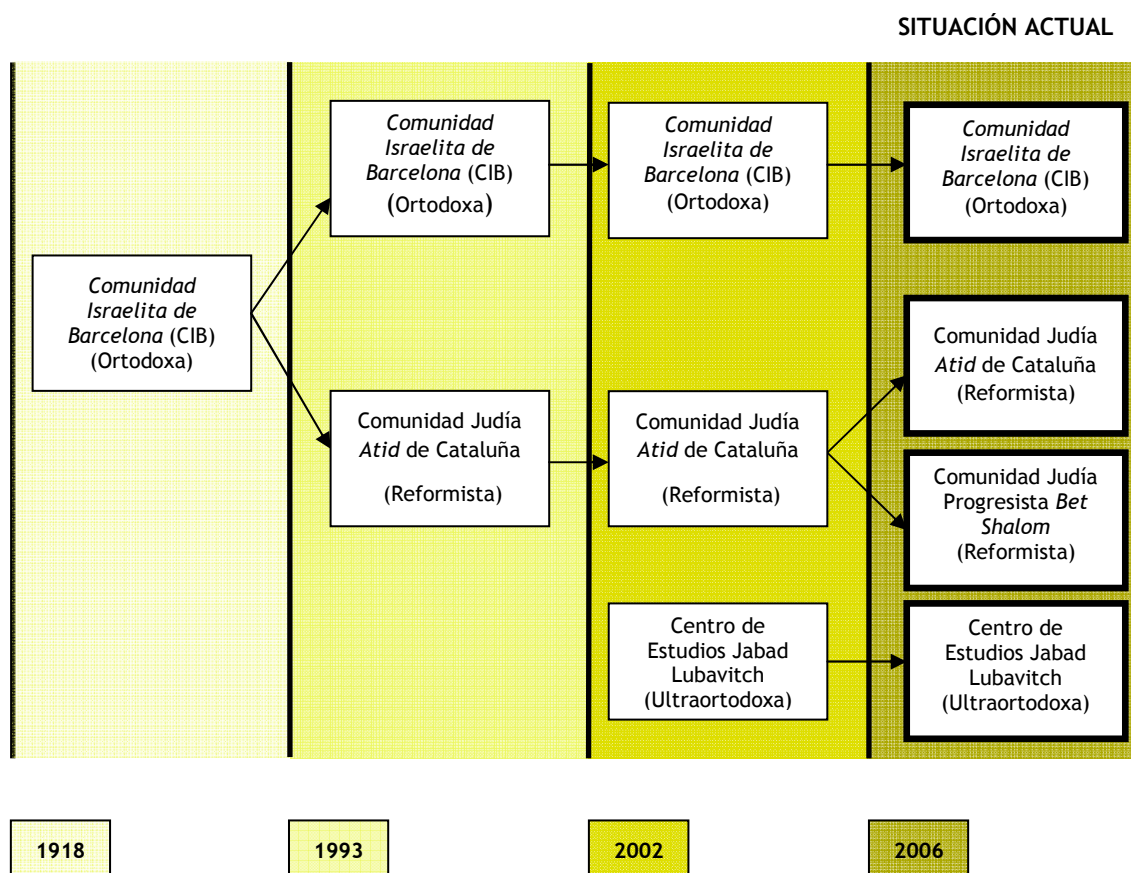 SITUACIÓN ACTUAL
Comunidad
Israelita de
Barcelona (CIB)
(Ortodoxa)
Comunidad
Israelita de
Barcelona (CIB)
(Ortodoxa)
Comunidad Judía
Atid de Cataluña
(Reformista)
Comunidad
Israelita de
Barcelona (CIB)
(Ortodoxa)
Comunidad Judía
Atid de Cataluña
(Reformista)
Centro de
Estudios Jabad
Lubavitch
(Ultraortodoxa)
Comunidad
Israelita de
Barcelona (CIB)
(Ortodoxa)
Comunidad Judía
Atid de Cataluña
(Reformista)
Comunidad Judía
Progresista Bet
Shalom
(Reformista)
Centro de
Estudios Jabad
Lubavitch
(Ultraortodoxa)
1918
1993
2002
2006